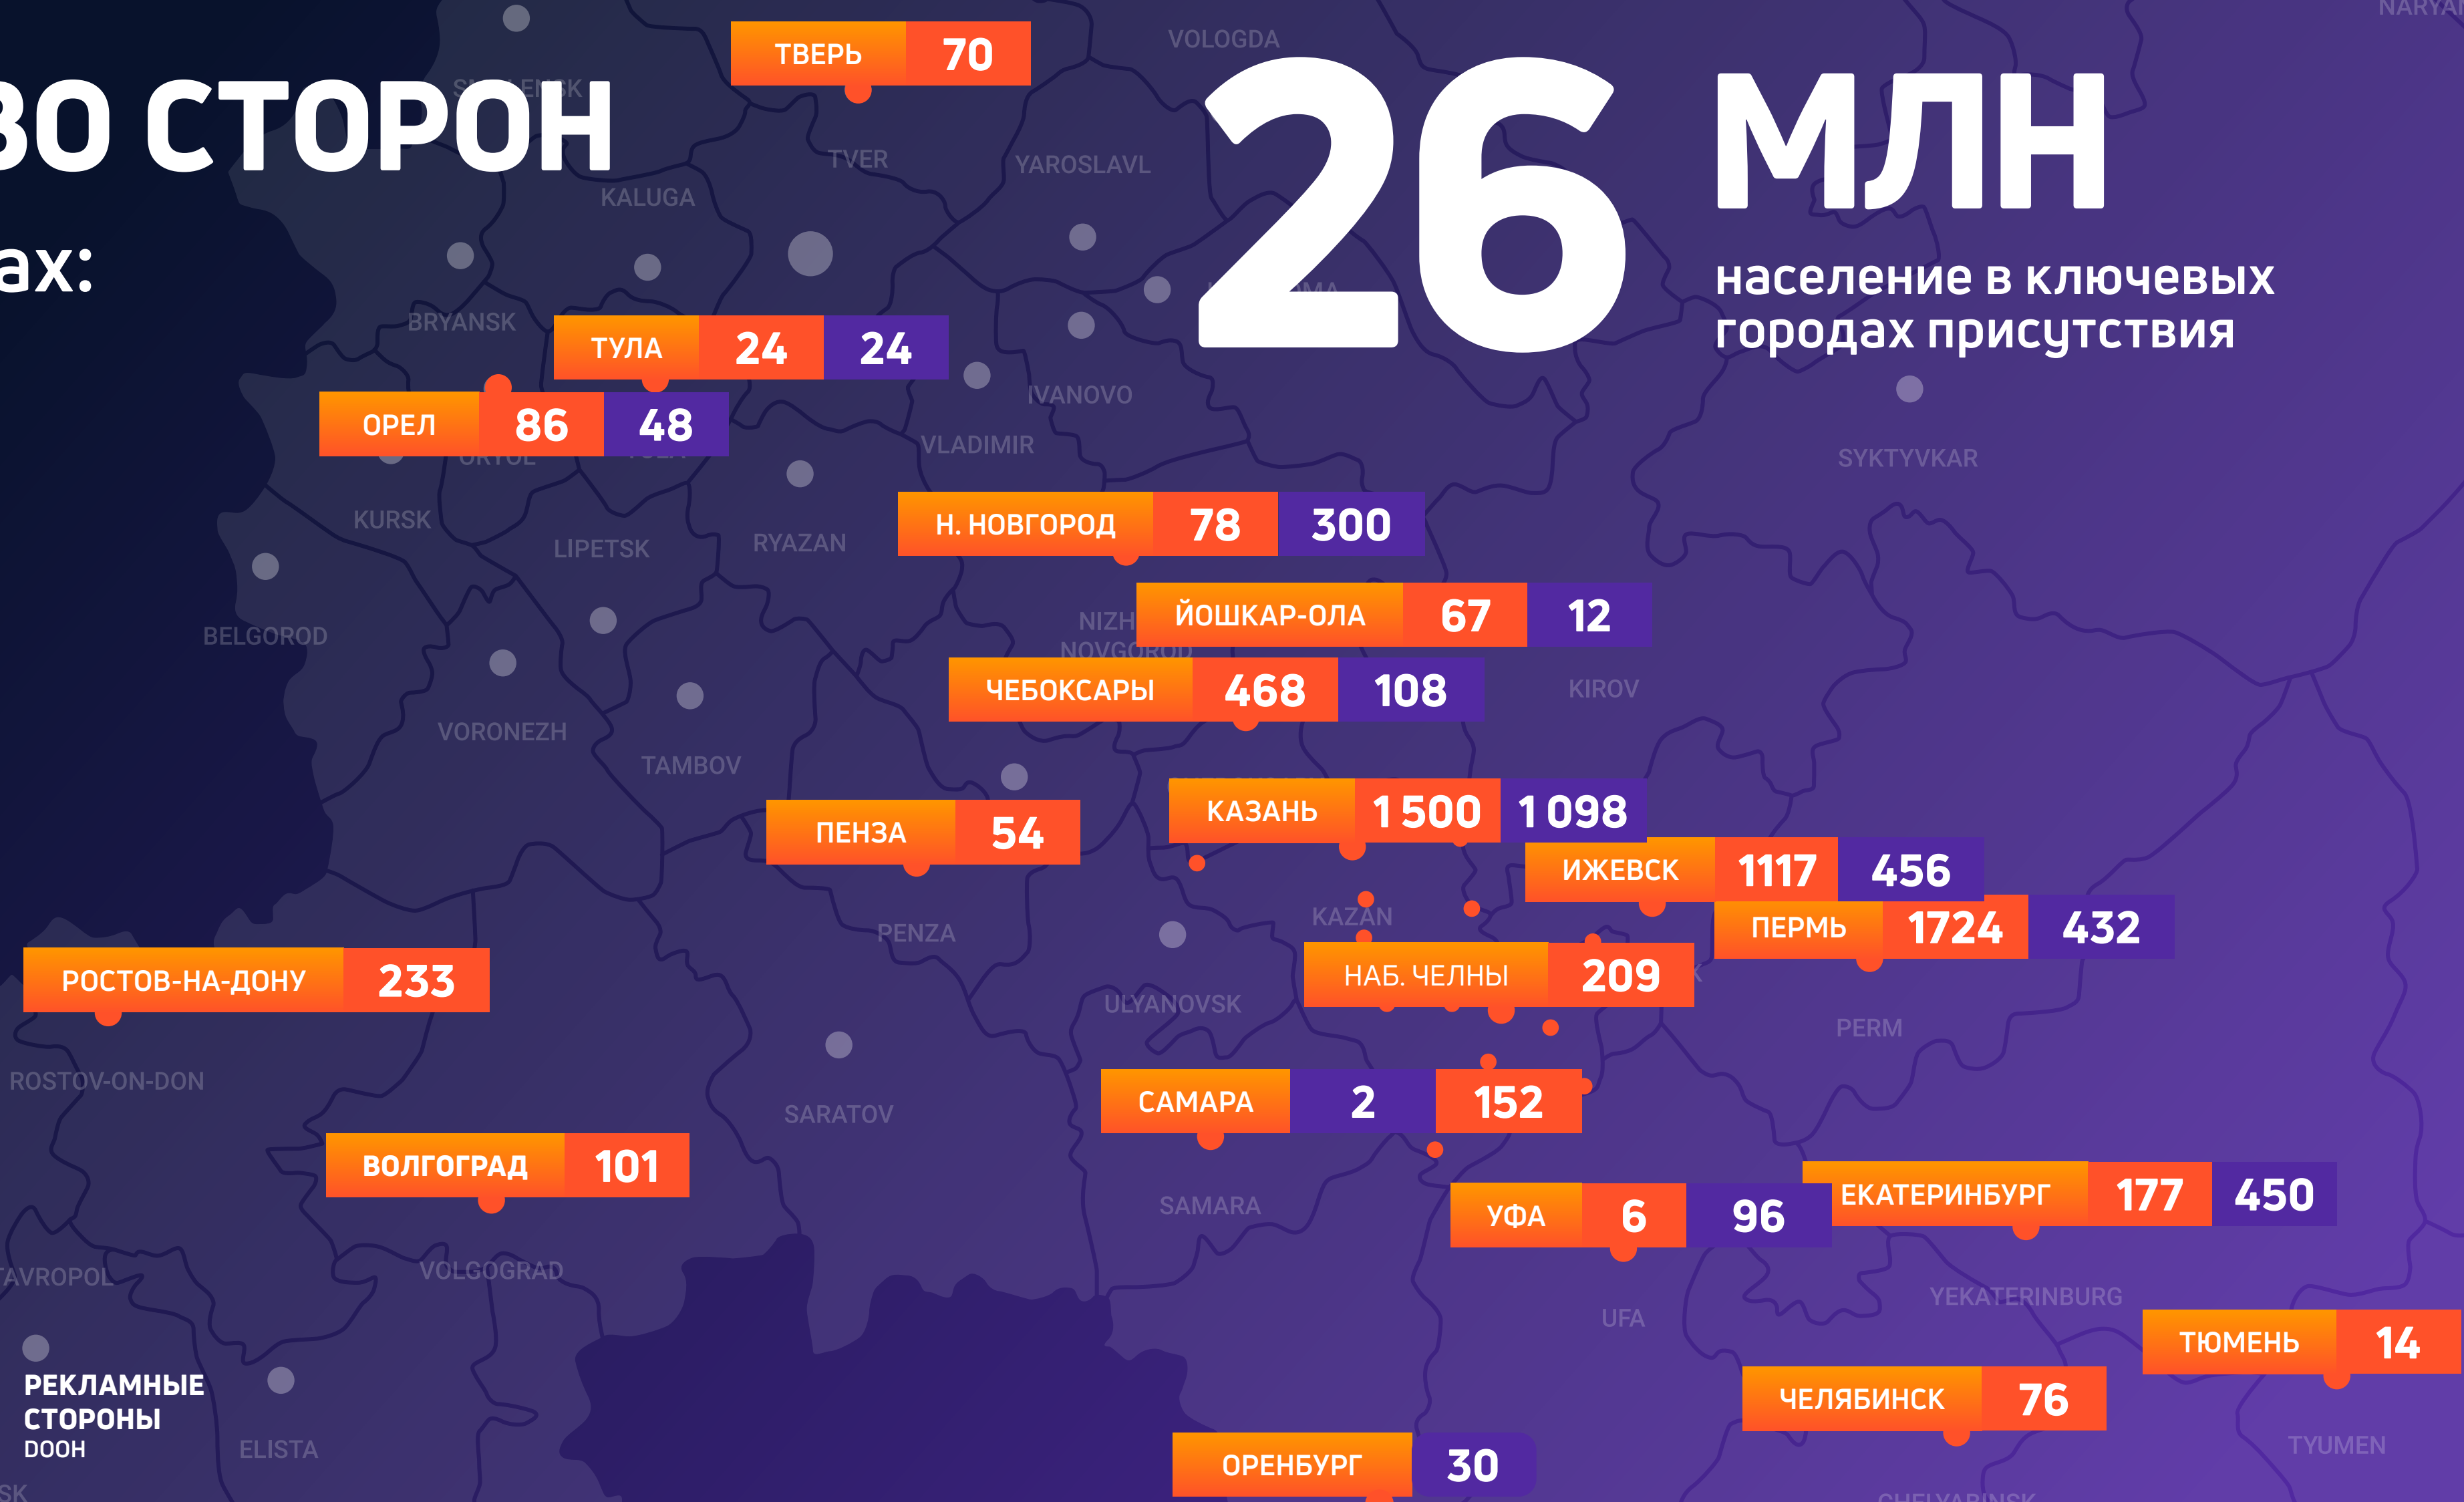 ВО СТОРОН
ах:
26 МЛН
население в ключевых
городах присутствия
ТВЕРЬ 70
VOLOGDA
TVER
YAROSLAVL
KALUGA
BRYANSK
ТУЛА 24 24
ОРЕЛ 86 48
IVANOVO
VLADIMIR
SYKTYVKAR
KURSK
LIPETSK
RYAZAN
Н. НОВГОРОД 78 300
ЙОШКАР-ОЛА 67 12
BELGOROD
NOVGOROD
ЧЕБОКСАРЫ 468 108
KIROV
VORONEZH
TAMBOV
КАЗАНЬ 1 500 1 098
ПЕНЗА 54
ИЖЕВСК 1117 456
KAZAN
PENZA
ПЕРМЬ 1724 432
РОСТОВ-НА-ДОНУ 233
НАБ. ЧЕЛНЫ 209
ULYANOVSK
PERM
ROSTOV-ON-DON
SARATOV
САМАРА 2 152
ВОЛГОГРАД 101
SAMARA
УФА 6 96
ЕКАТЕРИНБУРГ 177 450
TAVROPOL
VOLGOGRAD
YEKATERINBURG
UFA
ТЮМЕНЬ 14
ЧЕЛЯБИНСК 76
РЕКЛАМНЫЕ
СТОРОНЫ
DOOH
ELISTA
TYUMEN
ОРЕНБУРГ 30
CHELYABINSK